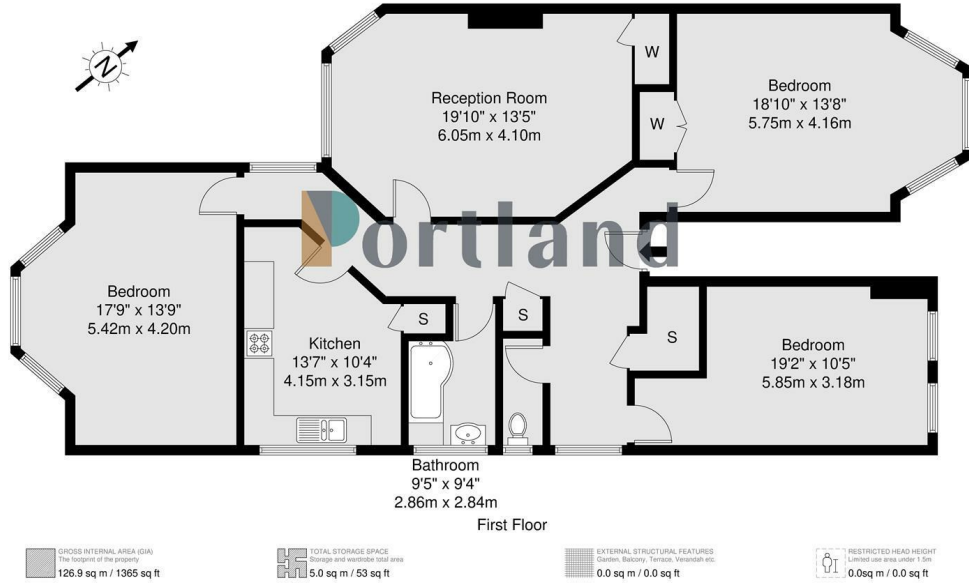 N
Reception Room
19'10" x 13'5"
6.05m x 4.10m
W
W
Bedroom
18'10" x 13'8"
5.75m x 4.16m
Portland
Bedroom
17'9" x 13'9"
5.42m x 4.20m
Kitchen
13'7" x 10'4"
4.15m x 3.15m
S
S
S
Bedroom
19'2" x 10'5"
5.85m x 3.18m
Bathroom
9'5" x 9'4"
2.86m x 2.84m
First Floor
GROSS INTERNAL AREA (GIA)
The footprint of the property
126.9 sq m / 1365 sq ft
TOTAL STORAGE SPACE
Storage and wardrobe total area
5.0 sq m / 53 sq ft
EXTERNAL STRUCTURAL FEATURES
Garden, Balcony, Terrace, Verandah etc.
0.0 sq m / 0.0 sq ft
RESTRICTED HEAD HEIGHT
Limited use area under 1.5m
0.0sq m / 0.0 sq ft